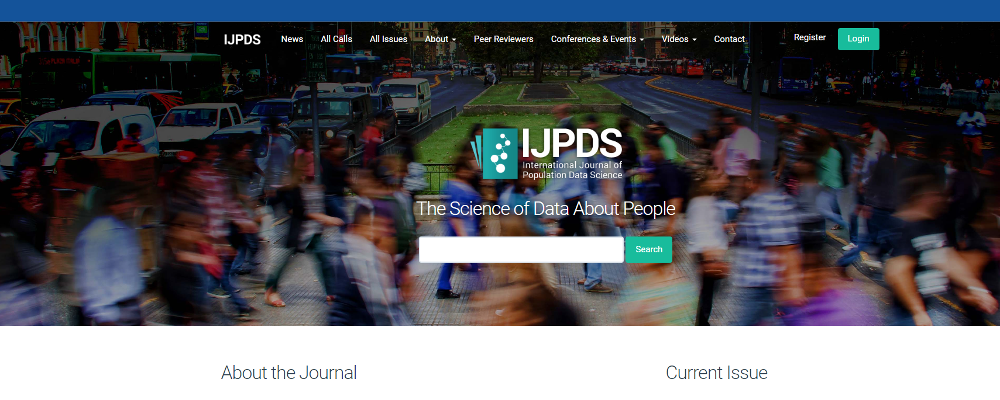 IJPDS
News
All Calls
All Issues
About
Peer Reviewers
Conferences & Events
Videos
Contact
Register
Login
IJPDS
International Journal of
Population Data Science
The Science of Data About People
Search
About the Journal
Current Issue